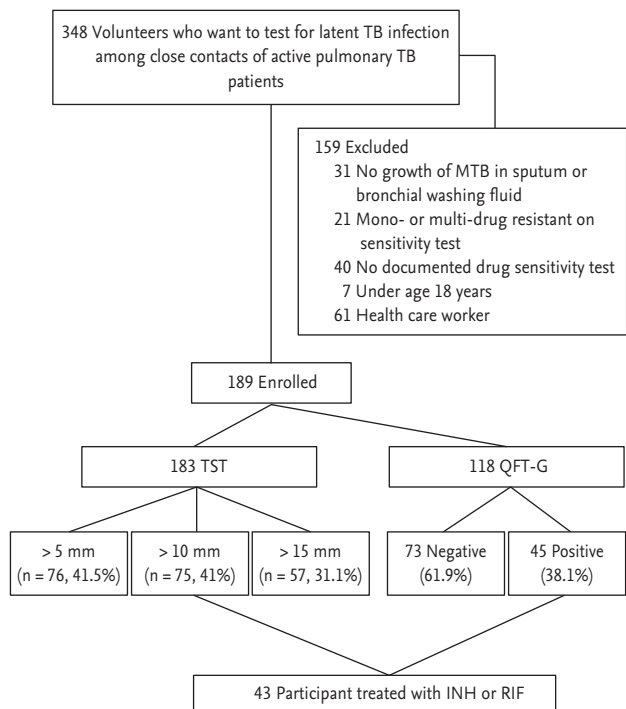 348 Volunteers who want to test for latent TB infection
among close contacts of active pulmonary TB
patients
159 Excluded
31 No growth of MTB in sputum or
bronchial washing fluid
21 Mono- or multi-drug resistant on
sensitivity test
40 No documented drug sensitivity test
7 Under age 18 years
61 Health care worker
189 Enrolled
183 TST
118 QFT-G
> 5 mm
(n = 76, 41.5%)
> 10 mm
(n = 75, 41%)
> 15 mm
(n = 57, 31.1%)
73 Negative
(61.9%)
45 Positive
(38.1%)
43 Participant treated with INH or RIF